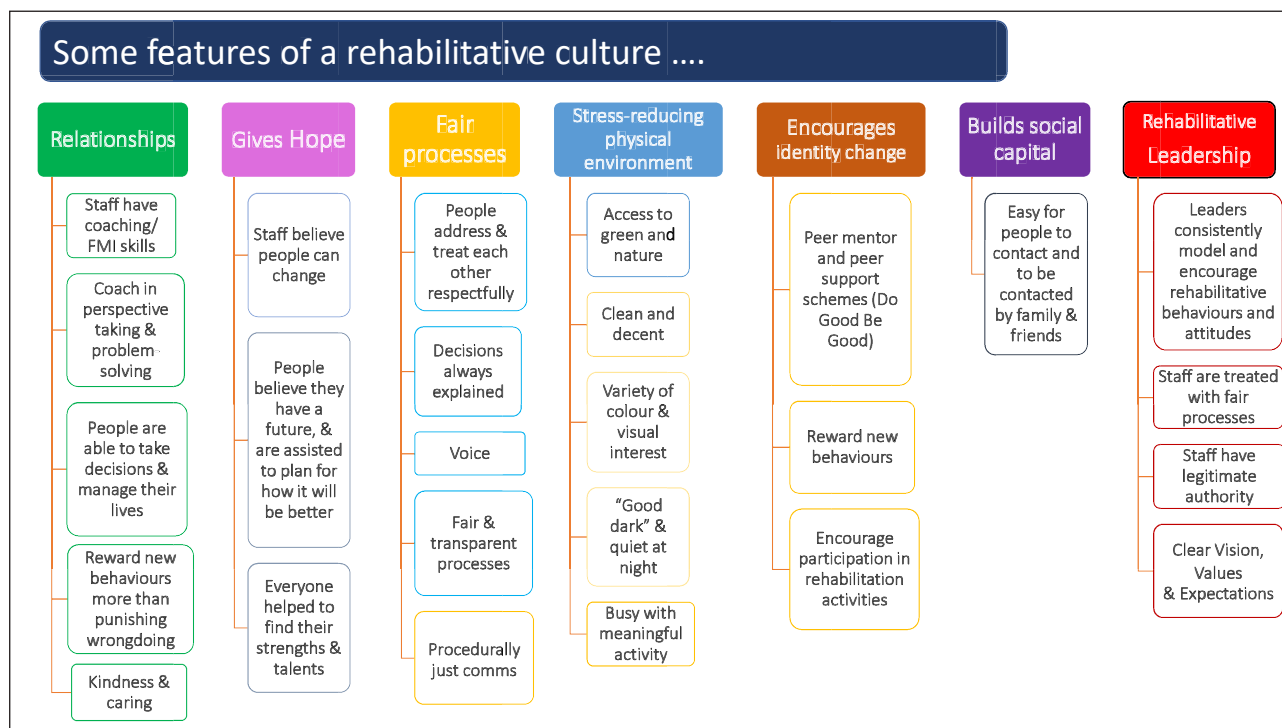 Some features of a rehabilitative culture ....
Relationships
Staff have
coaching/
FMI skills
Coach in
perspective
taking &
problem
solving
People are
able to take
decisions &
manage their
lives
Reward new
behaviours
more than
punishing
wrongdoing
Kindness &
caring
Gives Hope
Staff believe
people can
change
People
believe they
have a
future, &
are assisted
to plan for
how it will
be better
Everyone
helped to
find their
strengths &
talents
Fair
processes
People
address &
treat each
other
respectfully
Decisions
always
explained
Voice
Fair &
transparent
processes
Procedurally
just comms
Stress-reducing
physical
environment
Access to
green and
nature
Clean and
decent
Variety of
colour &
visual
interest
“Good
dark” &
quiet at
night
Busy with
meaningful
activity
Encourages
identity change
Peer mentor
and peer
support
schemes (Do
Good Be
Good)
Reward new
behaviours
Encourage
participation in
rehabilitation
activities
Builds social
capital
Easy for
people to
contact and
to be
contacted
by family &
friends
Rehabilitative
Leadership
Leaders
consistently
model and
encourage
rehabilitative
behaviours and
attitudes
Staff are treated
with fair
processes
Staff have
legitimate
authority
Clear Vision,
Values
& Expectations